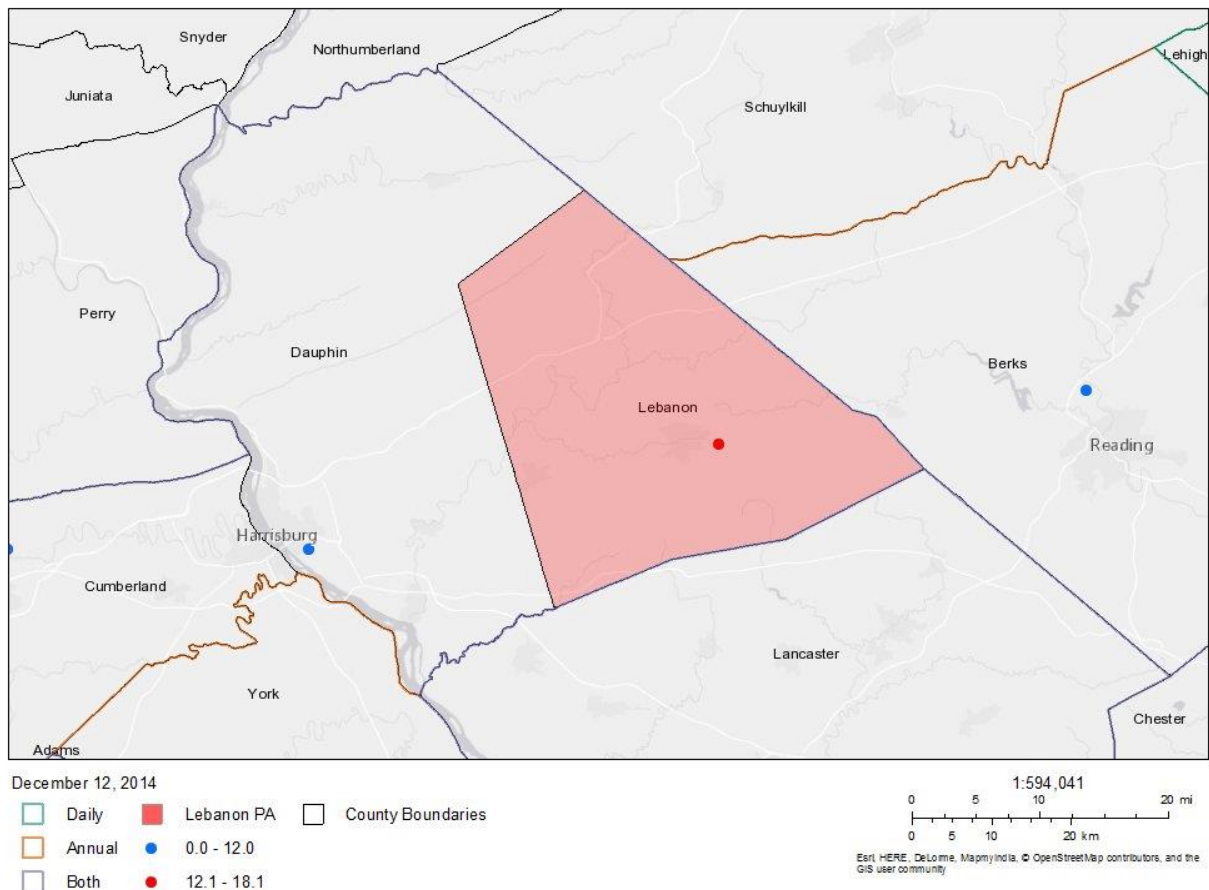 Snyder
Northumberland
Lehigh
Juniata
Schuylkill
Perry
Dauphin
Berks
Lebanon
Reading
Harrisburg
Cumberland
Lancaster
York
Chester
Adams
December 12, 2014
Daily
Lebanon PA
County Boundaries
Annual
0.0 - 12.0
Both
12.1 - 18.1
1:594,041
0 5 10 20 mi
0 5 10 20 km
Esri, HERE, DeLorme, MapmyIndia, © OpenStreetMap contributors, and the
GIS user community